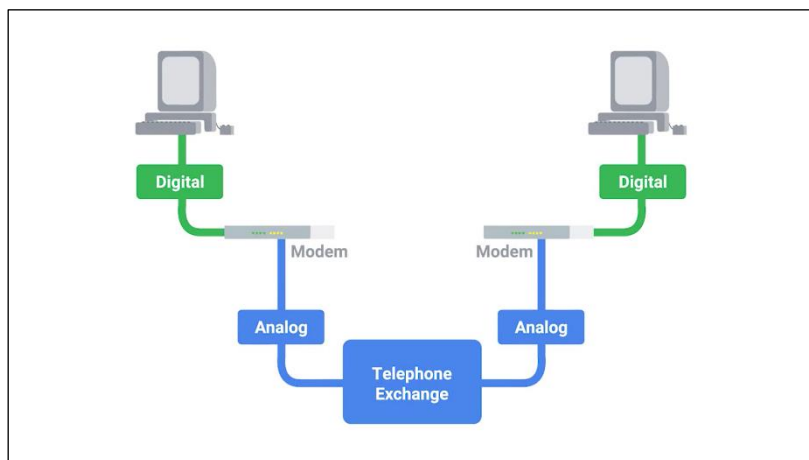 Digital
Digital
Modem
Modem
Analog
Analog
Telephone
Exchange